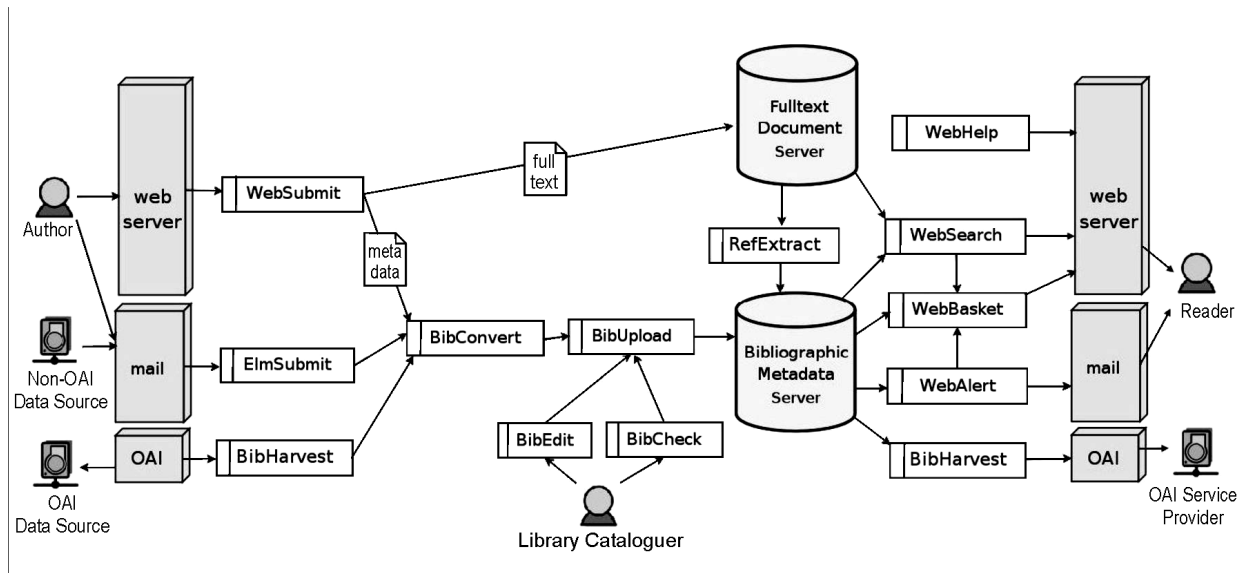 Fulltext
Document
Server
WebHelp
full
text
web
server
WebSubmit
web
server
Author
meta
data
RefExtract
WebSearch
Reader
WebBasket
BibConvert
BibUpload
Bibliographic
Metadata
Server
mail
ElmSubmit
WebAlert
mail
Non-OAI
Data Source
BibEdit
BibCheck
OAI
BibHarvest
BibHarvest
OAI
OAI
Data Source
OAI Service
Provider
Library Cataloguer